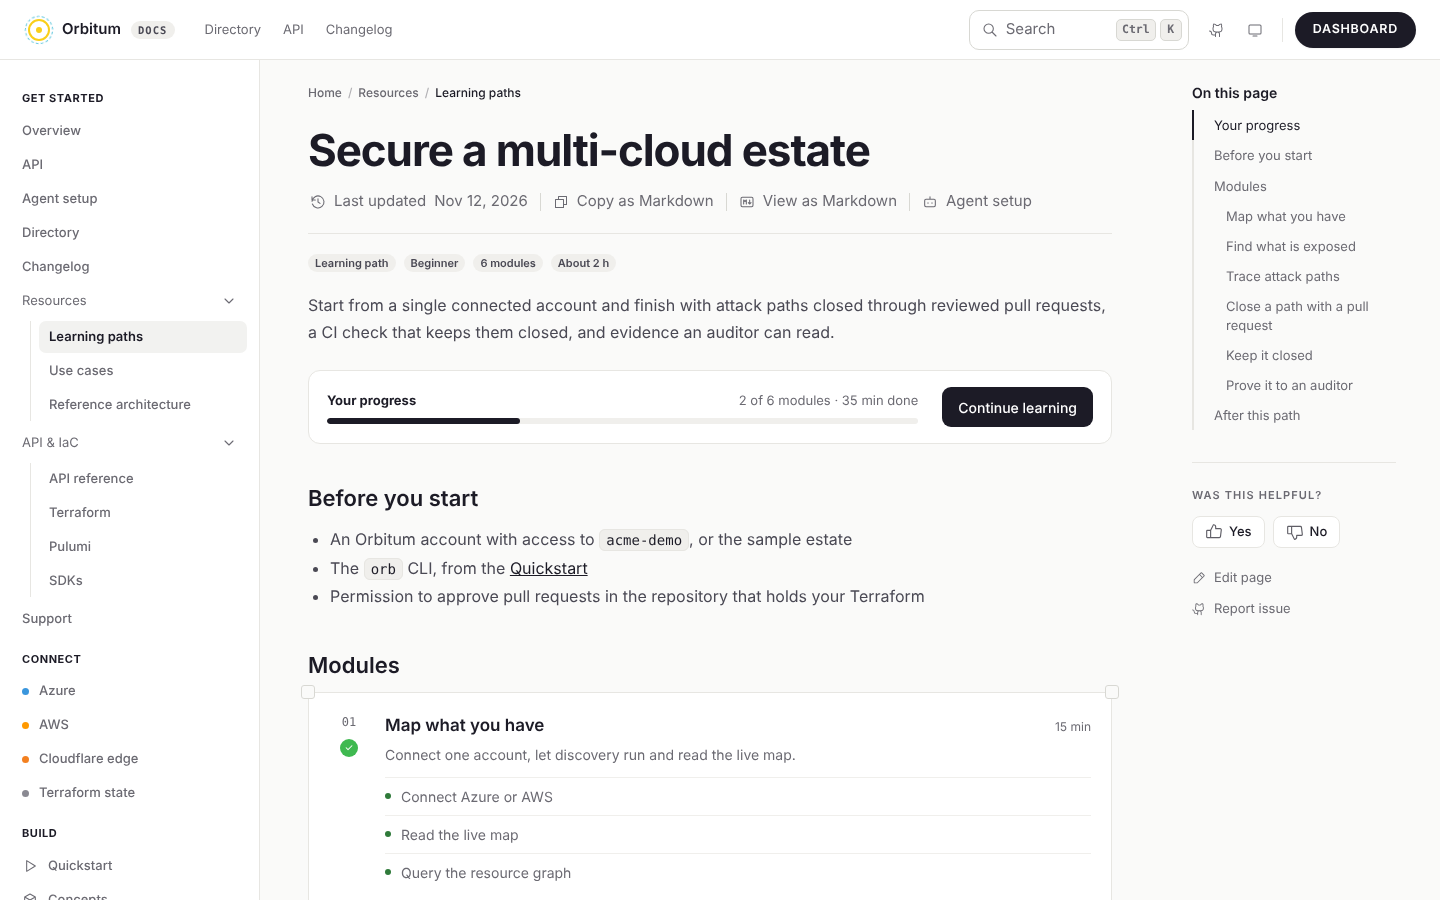 Orbitum DOCS Directory API Changelog Search Ctrl K DASHBOARD
GET STARTED
Overview
API
Agent setup
Directory
Changelog
Resources
Learning paths
Use cases
Reference architecture
API & IaC
API reference
Terraform
Pulumi
SDKs
Support
CONNECT
Azure
AWS
Cloudflare edge
Terraform state
BUILD
Quickstart
Concepts
Home / Resources / Learning paths
Secure a multi-cloud estate
Last updated Nov 12, 2026 Copy as Markdown View as Markdown Agent setup
Learning path Beginner 6 modules About 2 h
Start from a single connected account and finish with attack paths closed through reviewed pull requests,
a CI check that keeps them closed, and evidence an auditor can read.
Your progress 2 of 6 modules · 35 min done Continue learning
Before you start
• An Orbitum account with access to acme-demo, or the sample estate
• The orb CLI, from the Quickstart
• Permission to approve pull requests in the repository that holds your Terraform
Modules
01 Map what you have 15 min
Connect one account, let discovery run and read the live map.
Connect Azure or AWS
Read the live map
Query the resource graph
On this page
Your progress
Before you start
Modules
Map what you have
Find what is exposed
Trace attack paths
Close a path with a pull
request
Keep it closed
Prove it to an auditor
After this path
WAS THIS HELPFUL?
Yes No
Edit page
Report issue